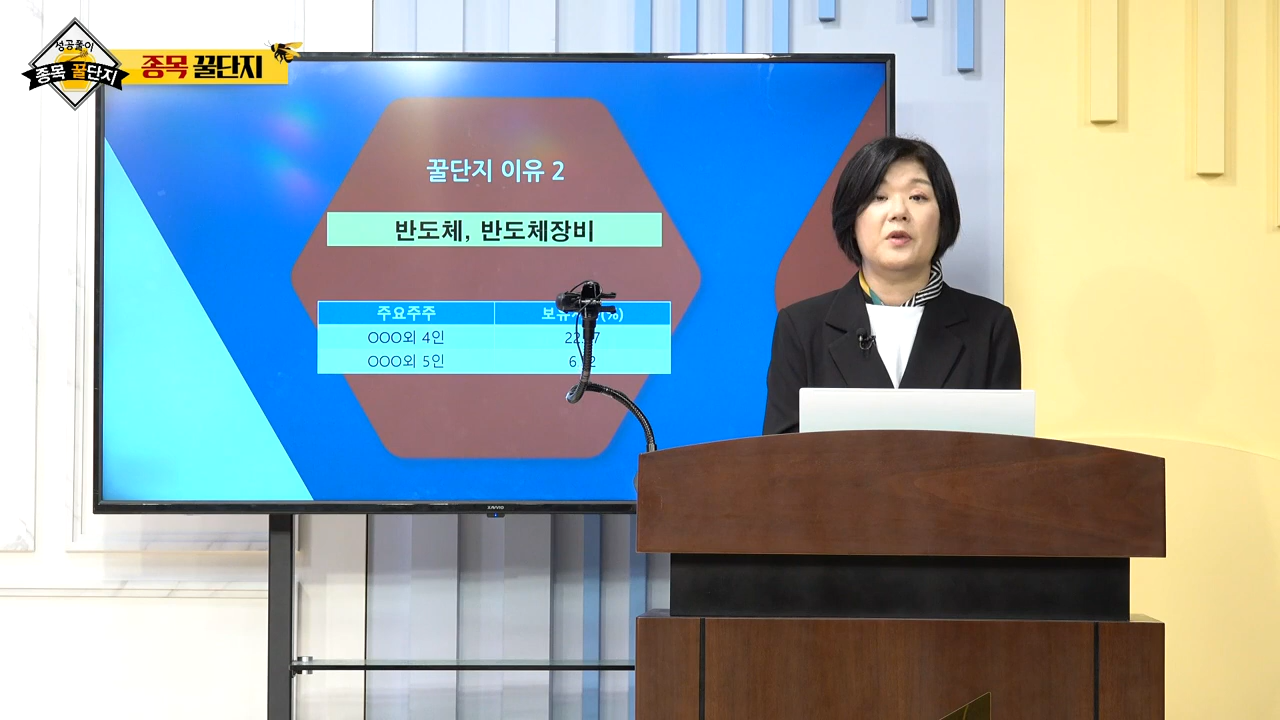 성공풀이
종목 꿀단지
종목 꿀단지
꿀단지 이유 2
반도체, 반도체장비
주요주주
OOO외 4인
OOO외 5인